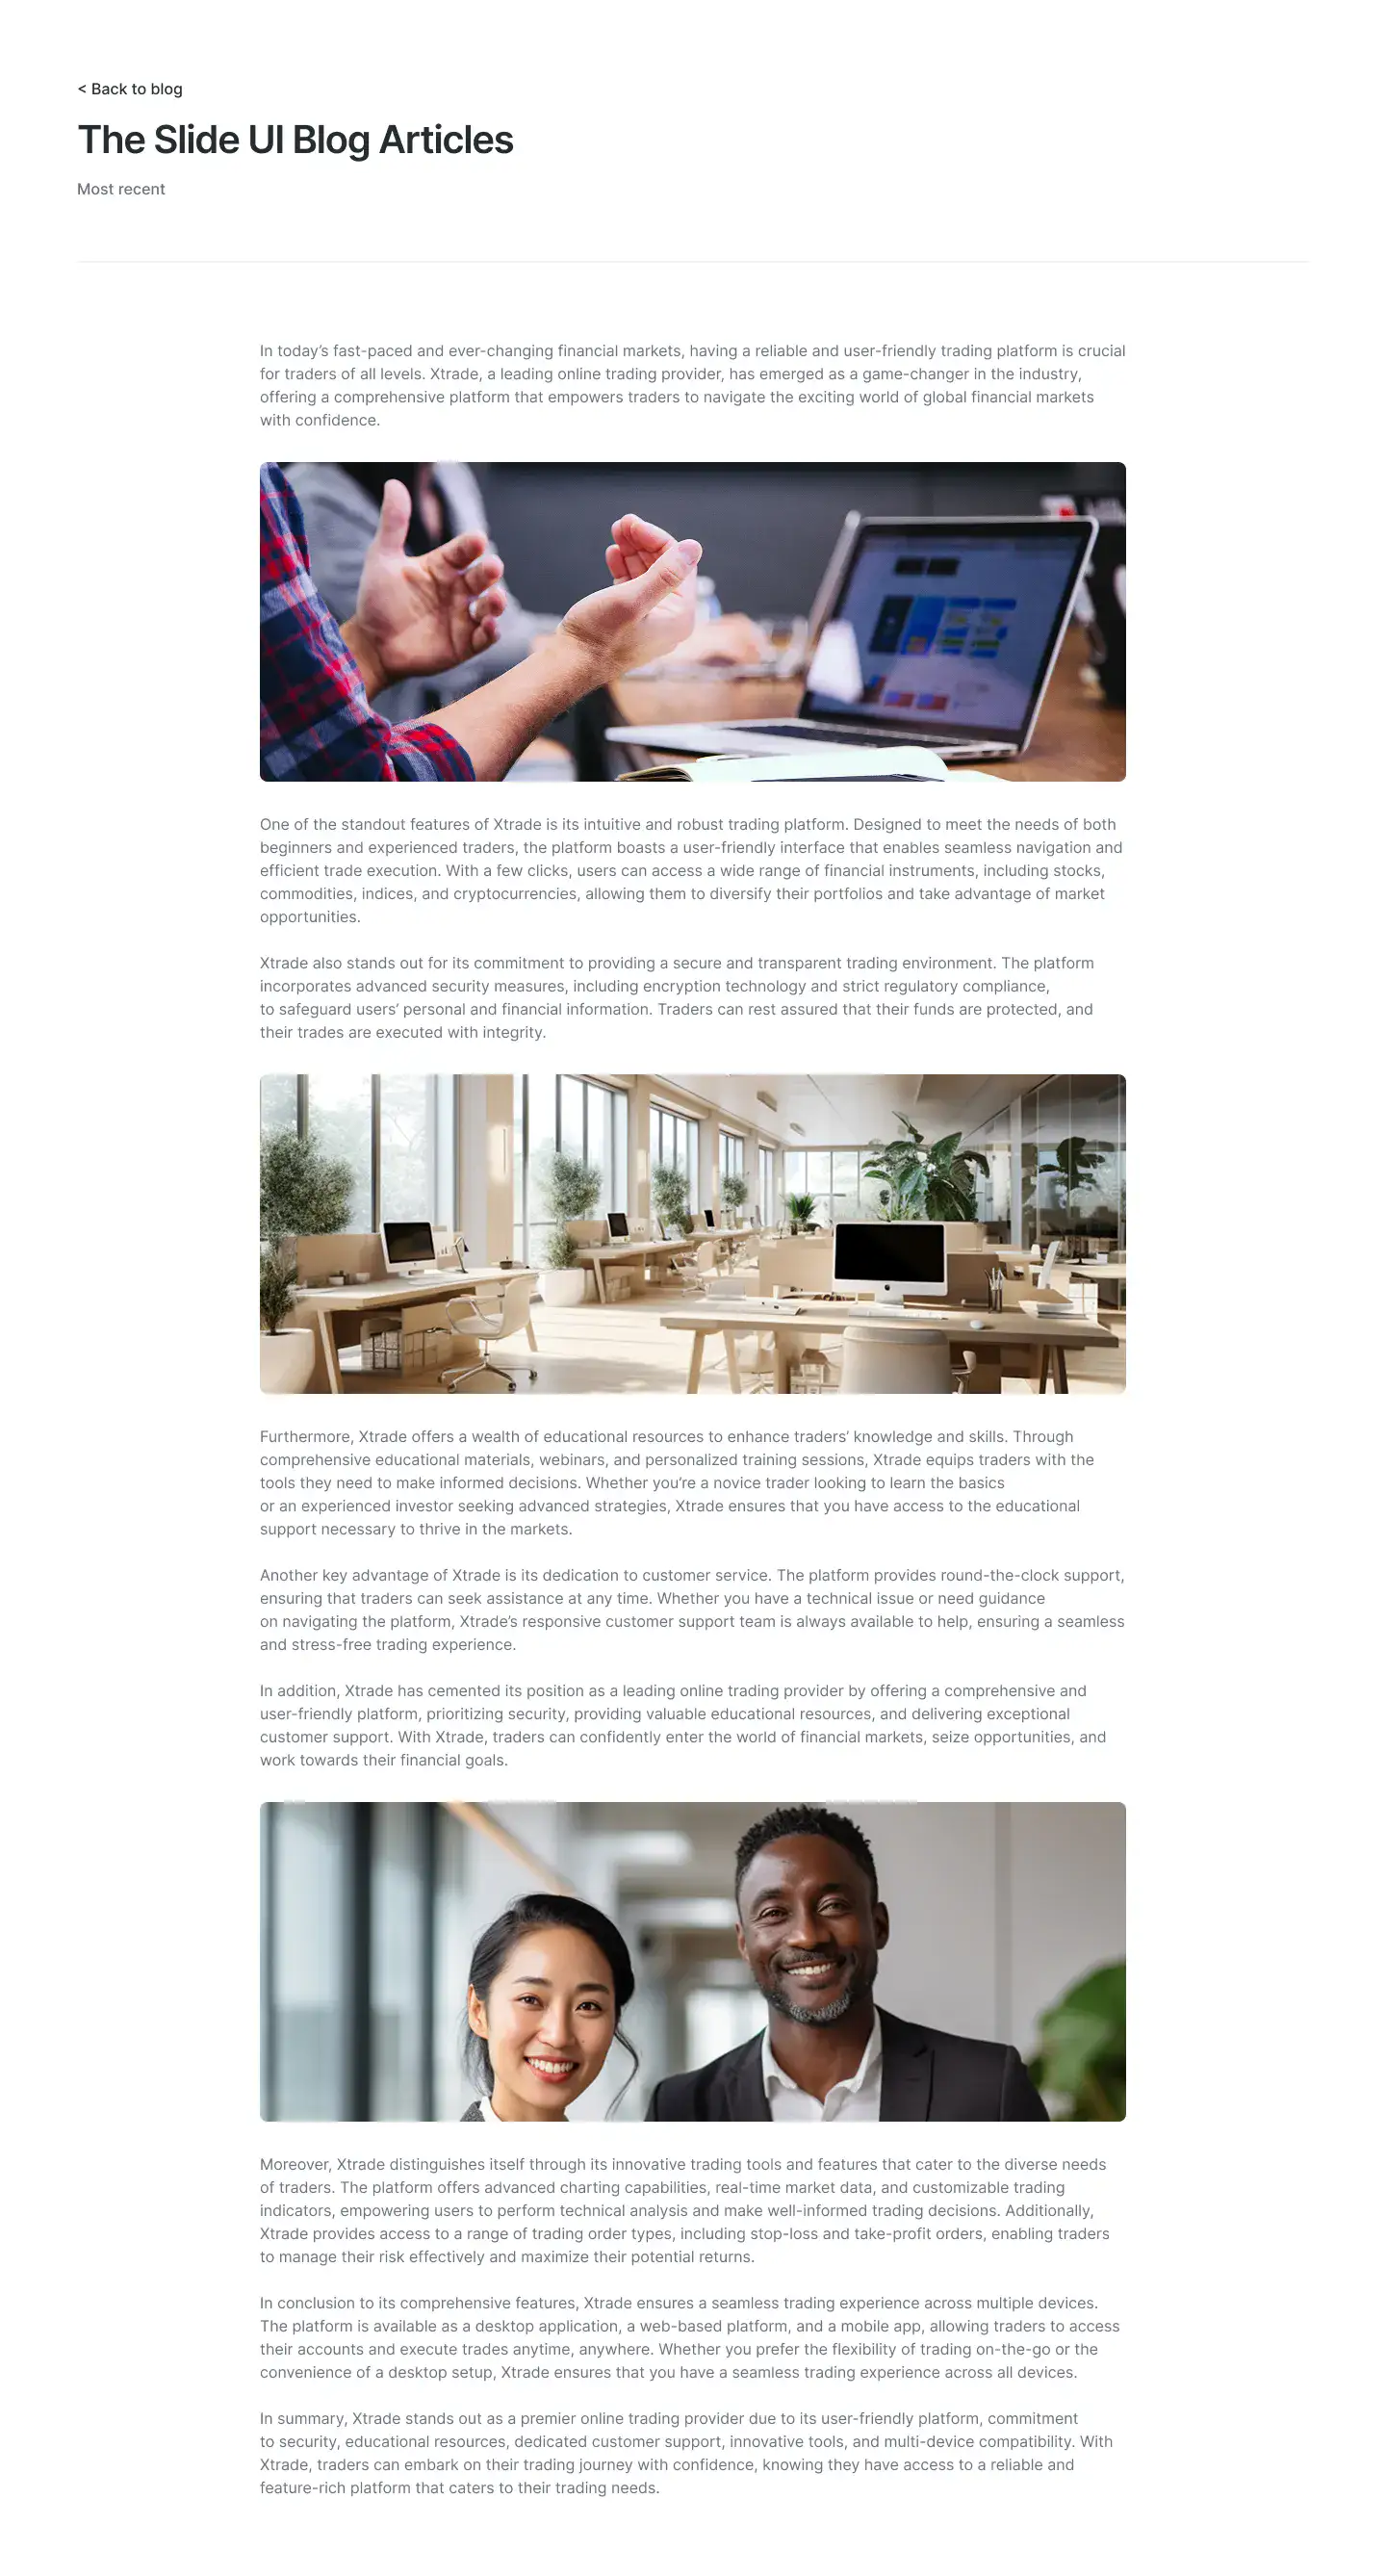 < Back to blog
The Slide UI Blog Articles
Most recent
In today’s fast-paced and ever-changing financial markets, having a reliable and user-friendly trading platform is crucial
for traders of all levels. Xtrade, a leading online trading provider, has emerged as a game-changer in the industry,
offering a comprehensive platform that empowers traders to navigate the exciting world of global financial markets
with confidence.
One of the standout features of Xtrade is its intuitive and robust trading platform. Designed to meet the needs of both
beginners and experienced traders, the platform boasts a user-friendly interface that enables seamless navigation and
efficient trade execution. With a few clicks, users can access a wide range of financial instruments, including stocks,
commodities, indices, and cryptocurrencies, allowing them to diversify their portfolios and take advantage of market
opportunities.
Xtrade also stands out for its commitment to providing a secure and transparent trading environment. The platform
incorporates advanced security measures, including encryption technology and strict regulatory compliance,
to safeguard users’ personal and financial information. Traders can rest assured that their funds are protected, and
their trades are executed with integrity.
Furthermore, Xtrade offers a wealth of educational resources to enhance traders’ knowledge and skills. Through
comprehensive educational materials, webinars, and personalized training sessions, Xtrade equips traders with the
tools they need to make informed decisions. Whether you’re a novice trader looking to learn the basics
or an experienced investor seeking advanced strategies, Xtrade ensures that you have access to the educational
support necessary to thrive in the markets.
Another key advantage of Xtrade is its dedication to customer service. The platform provides round-the-clock support,
ensuring that traders can seek assistance at any time. Whether you have a technical issue or need guidance
on navigating the platform, Xtrade’s responsive customer support team is always available to help, ensuring a seamless
and stress-free trading experience.
In addition, Xtrade has cemented its position as a leading online trading provider by offering a comprehensive and
user-friendly platform, prioritizing security, providing valuable educational resources, and delivering exceptional
customer support. With Xtrade, traders can confidently enter the world of financial markets, seize opportunities, and
work towards their financial goals.
Moreover, Xtrade distinguishes itself through its innovative trading tools and features that cater to the diverse needs
of traders. The platform offers advanced charting capabilities, real-time market data, and customizable trading
indicators, empowering users to perform technical analysis and make well-informed trading decisions. Additionally,
Xtrade provides access to a range of trading order types, including stop-loss and take-profit orders, enabling traders
to manage their risk effectively and maximize their potential returns.
In conclusion to its comprehensive features, Xtrade ensures a seamless trading experience across multiple devices.
The platform is available as a desktop application, a web-based platform, and a mobile app, allowing traders to access
their accounts and execute trades anytime, anywhere. Whether you prefer the flexibility of trading on-the-go or the
convenience of a desktop setup, Xtrade ensures that you have a seamless trading experience across all devices.
In summary, Xtrade stands out as a premier online trading provider due to its user-friendly platform, commitment
to security, educational resources, dedicated customer support, innovative tools, and multi-device compatibility. With
Xtrade, traders can embark on their trading journey with confidence, knowing they have access to a reliable and
feature-rich platform that caters to their trading needs.